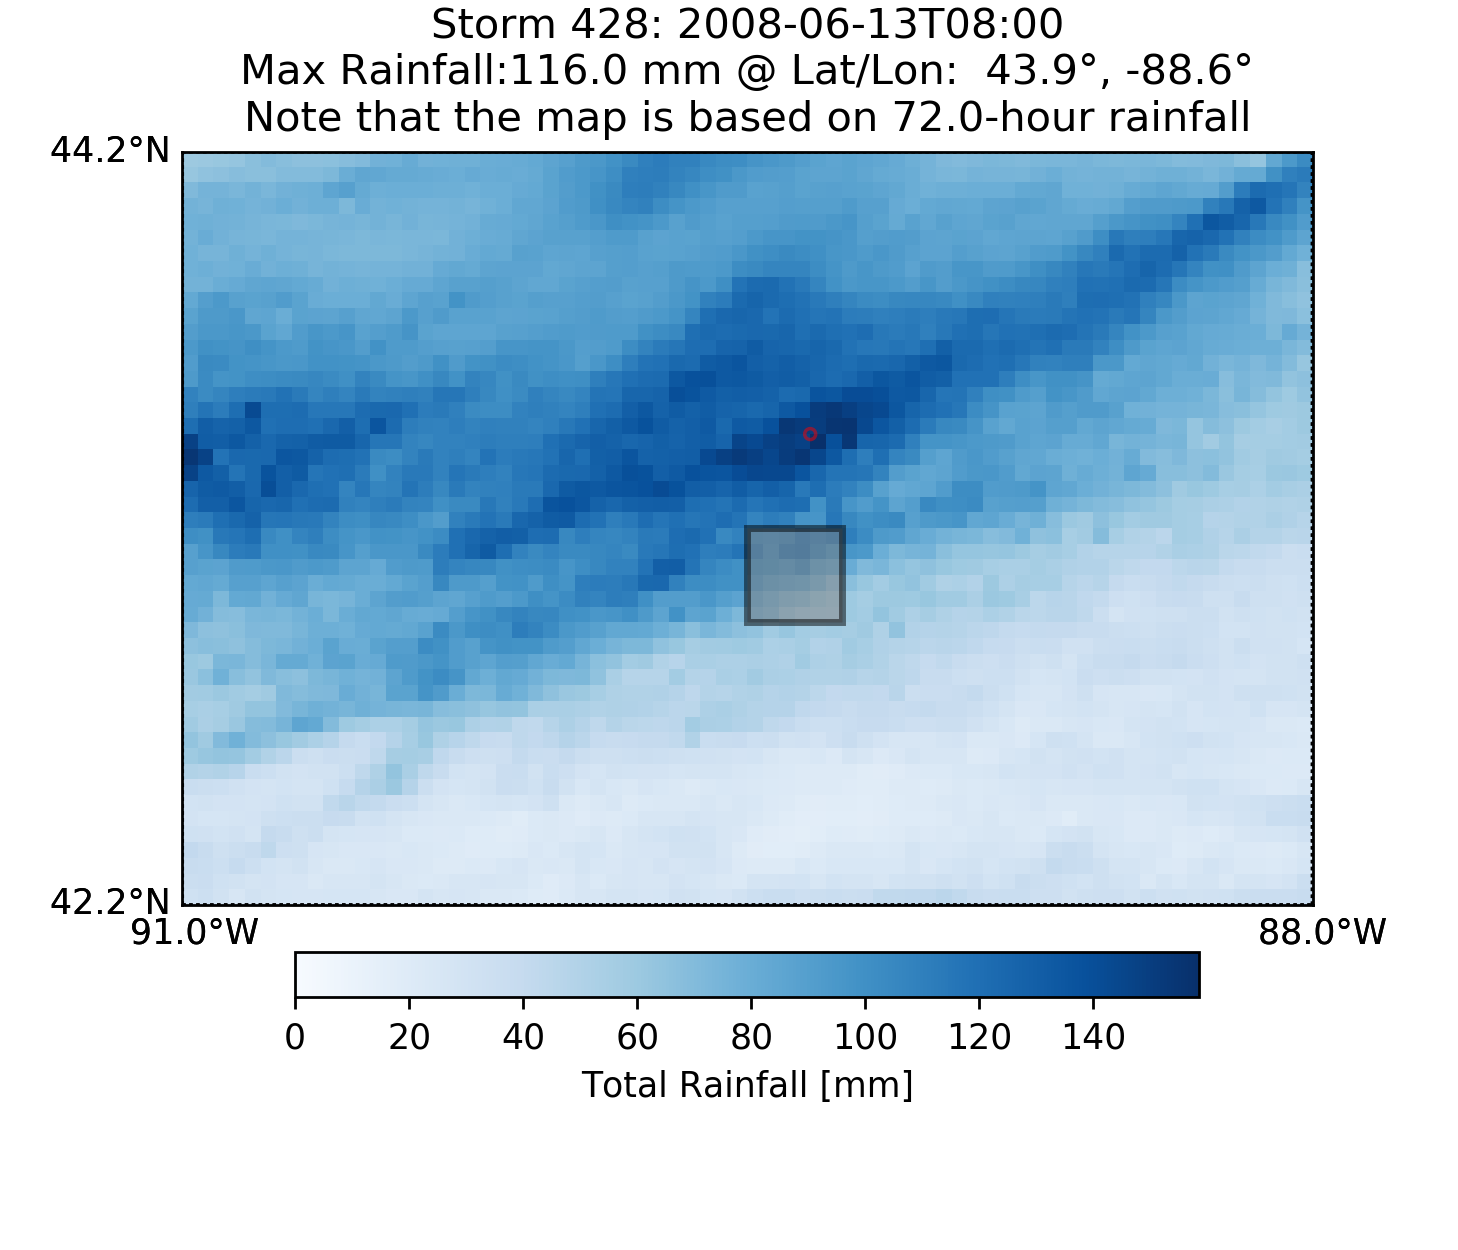 Storm 428: 2008-06-13T08:00
Max Rainfall:116.0 mm @ Lat/Lon:  43.9°, -88.6°
Note that the map is based on 72.0-hour rainfall
44.2°N
42.2°N
91.0°W 88.0°W
0 20 40 60 80 100 120 140
Total Rainfall [mm]